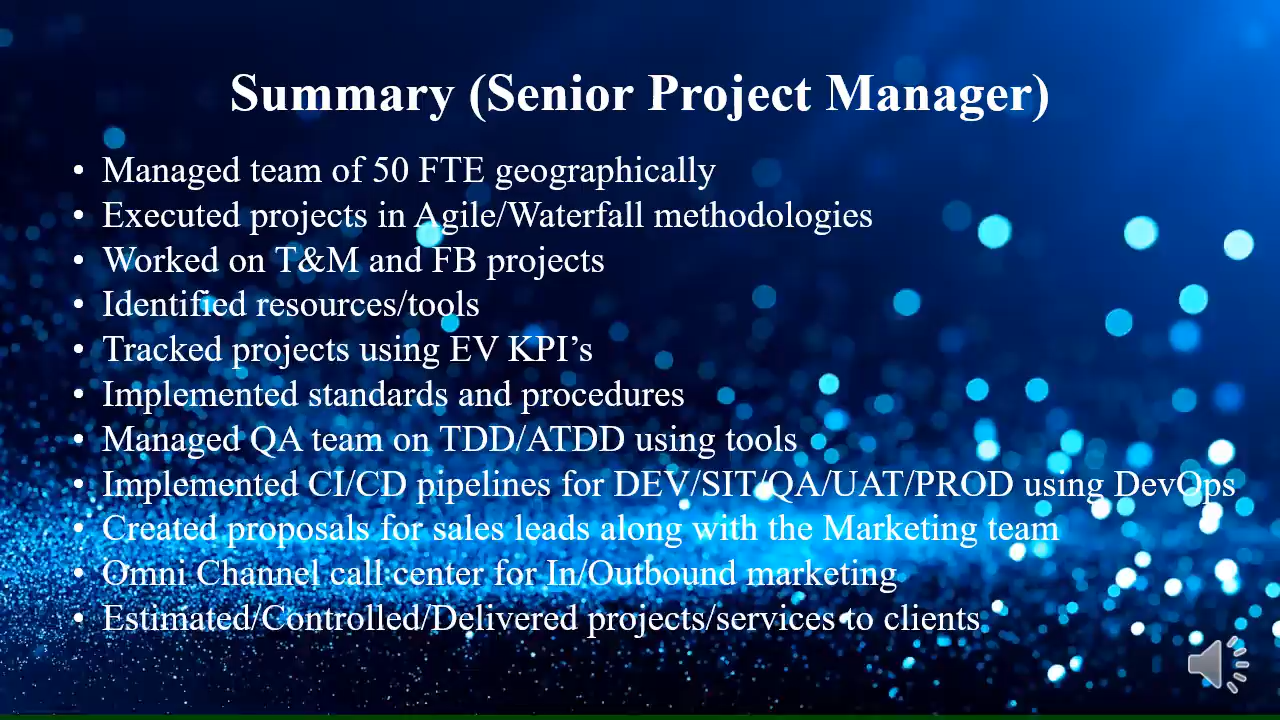 Summary (Senior Project Manager)
• Managed team of 50 FTE geographically
• Executed projects in Agile/Waterfall methodologies
• Worked on T&M and FB projects
• Identified resources/tools
• Tracked projects using EV KPI’s
• Implemented standards and procedures
• Managed QA team on TDD/ATDD using tools
• Implemented CI/CD pipelines for DEV/SIT/QA/UAT/PROD using DevOps
• Created proposals for sales leads along with the Marketing team
• Omni Channel call center for In/Outbound marketing
• Estimated/Controlled/Delivered projects/services to clients